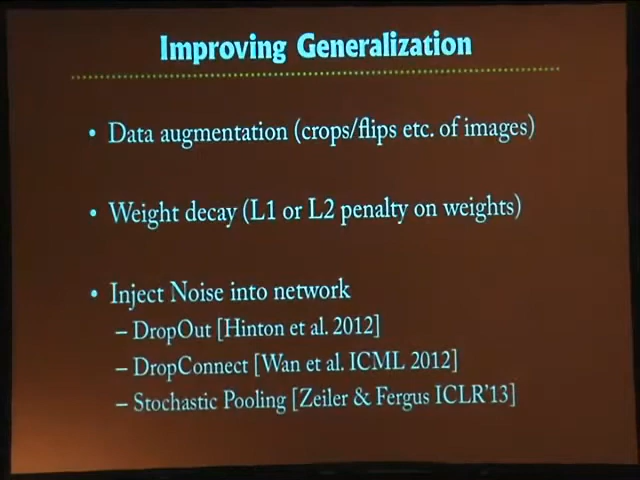 Improving Generalization
• Data augmentation (crops/flips etc. of images)
• Weight decay (L1 or L2 penalty on weights)
• Inject Noise into network
– DropOut [Hinton et al. 2012]
– DropConnect [Wan et al. ICML 2012]
– Stochastic Pooling [Zeiler & Fergus ICLR'13]